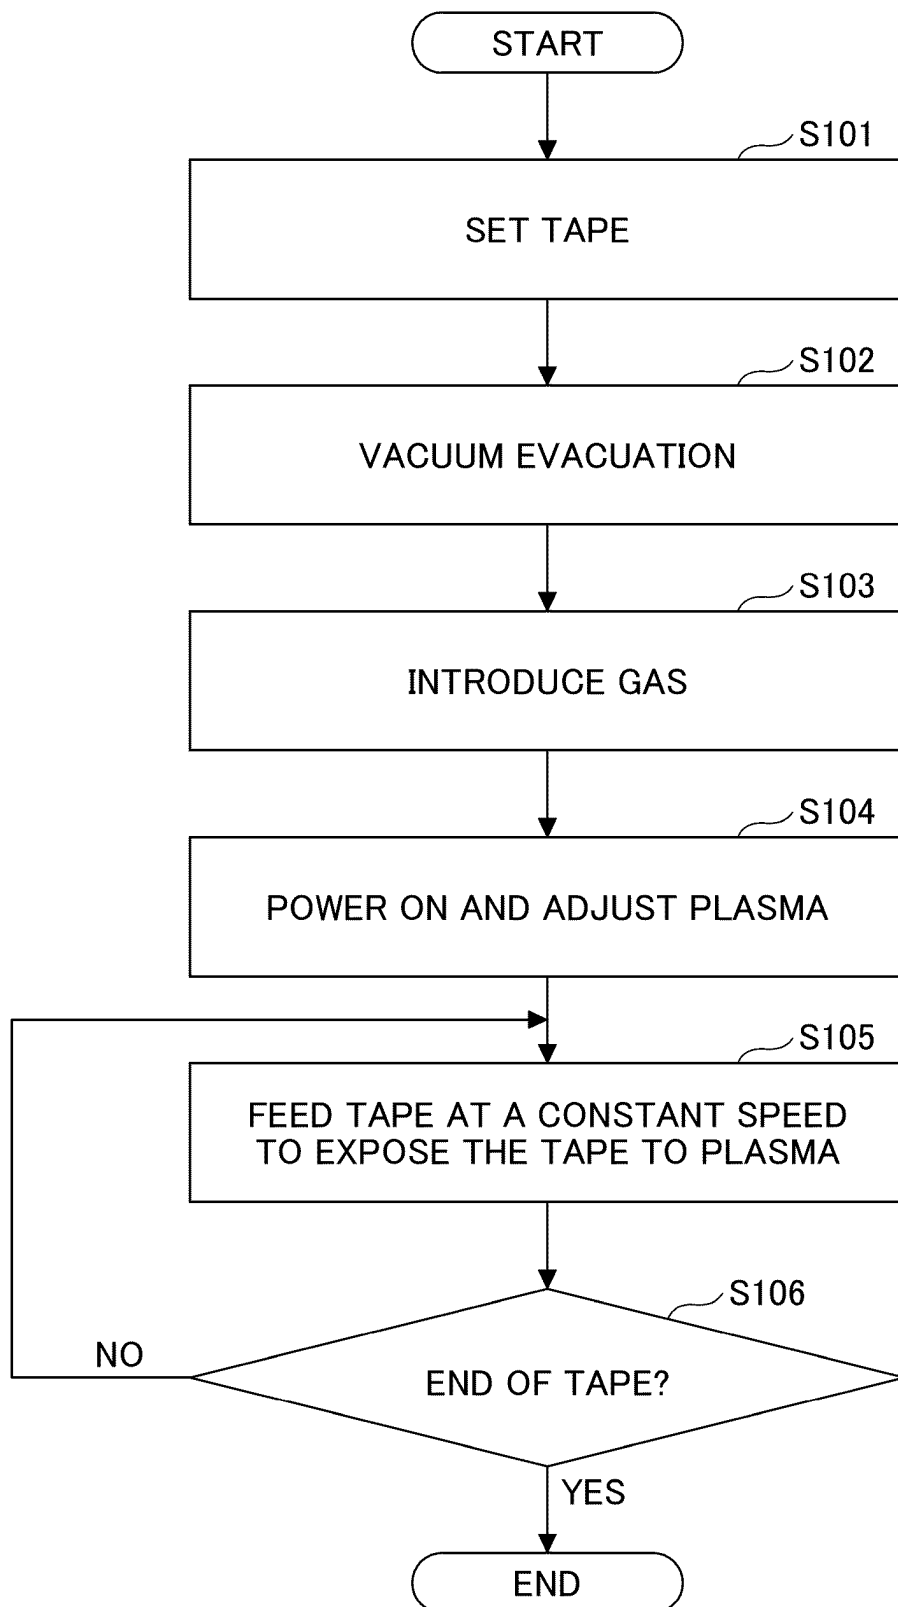 START
S101
SET TAPE
S102
VACUUM EVACUATION
S103
INTRODUCE GAS
S104
POWER ON AND ADJUST PLASMA
S105
FEED TAPE AT A CONSTANT SPEED
TO EXPOSE THE TAPE TO PLASMA
S106
NO
END OF TAPE?
YES
END